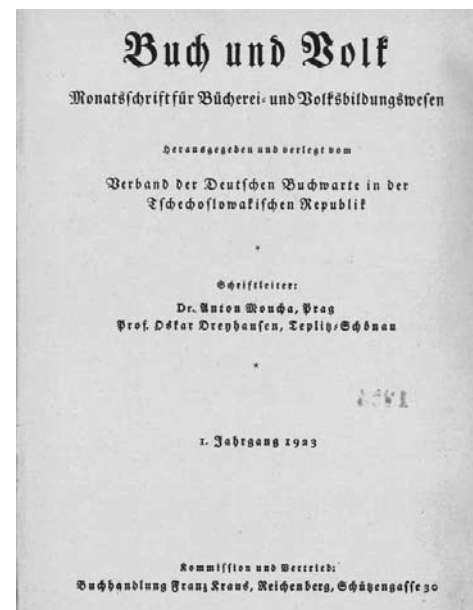 Buch und Volk
Monatsschrift für Bücherei- und Volksbildungswesen
Herausgegeben und verlegt vom
Verband der Deutschen Buchwarte in der
Tschechoslowakischen Republik
*
Schriftleiter:
Dr. Anton Moucha, Prag
Prof. Oskar Dreyhausen, Teplitz-Schönau
*
1. Jahrgang 1923
Kommission und Vertrieb:
Buchhandlung Franz Kraus, Reichenberg, Schützengasse 30